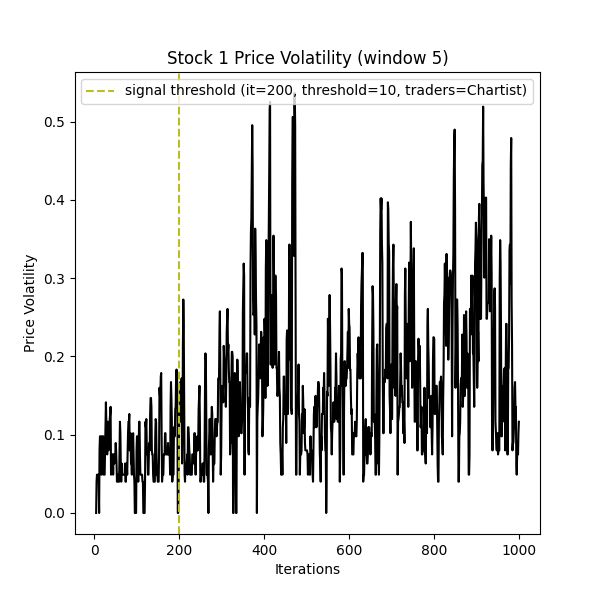 Stock 1 Price Volatility (window 5)
signal threshold (it=200, threshold=10, traders=Chartist)
0.5
0.4
0.3
0.2
0.1
0.0
Price Volatility
0 200 400 600 800 1000
Iterations